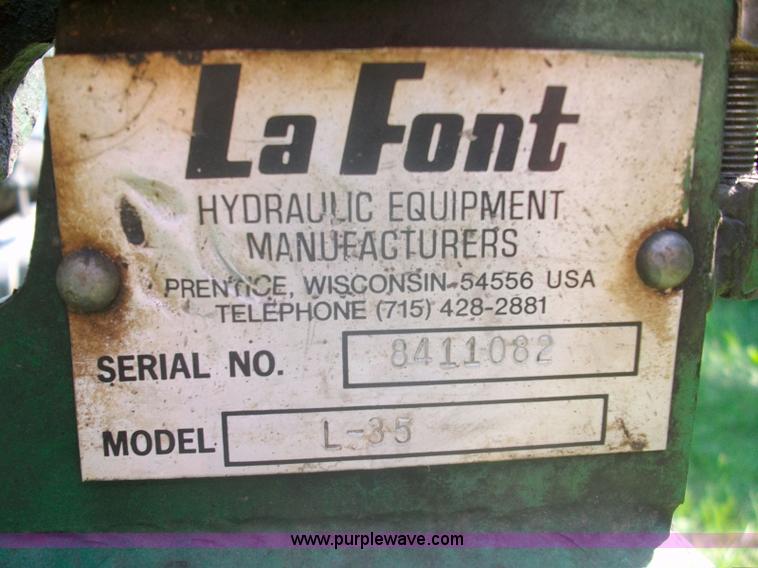 La Font
HYDRAULIC EQUIPMENT
MANUFACTURERS
PRENTICE, WISCONSIN 54556 USA
TELEPHONE (715) 428-2881
SERIAL NO. 8411082
MODEL L-35
www.purplewave.com